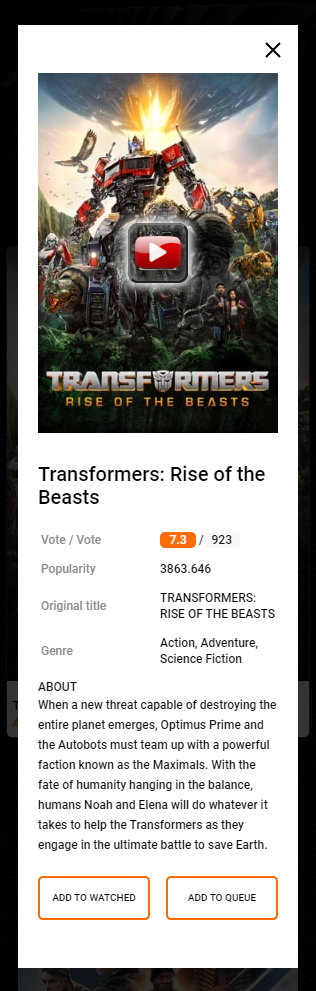 TRANSFORMERS
RISE OF THE BEASTS
Transformers: Rise of the
Beasts
Vote / Vote 7.3 / 923
Popularity 3863.646
Original title TRANSFORMERS:
RISE OF THE BEASTS
Genre Action, Adventure,
Science Fiction
ABOUT
When a new threat capable of destroying the
entire planet emerges, Optimus Prime and
the Autobots must team up with a powerful
faction known as the Maximals. With the
fate of humanity hanging in the balance,
humans Noah and Elena will do whatever it
takes to help the Transformers as they
engage in the ultimate battle to save Earth.
ADD TO WATCHED ADD TO QUEUE